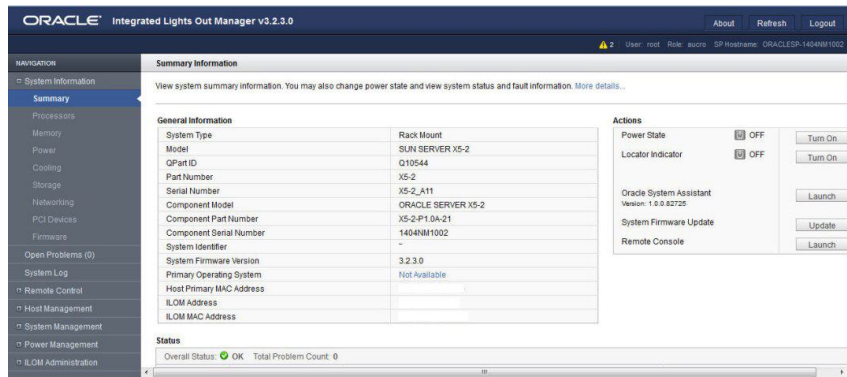 ORACLE® Integrated Lights Out Manager v3.2.3.0
About Refresh Logout
2 User: root Role: aucro SP Hostname: ORACLESP-1404NM1002
NAVIGATION
System Information
Summary
Processors
Memory
Power
Cooling
Storage
Networking
PCI Devices
Firmware
Open Problems (0)
System Log
Remote Control
Host Management
System Management
Power Management
ILOM Administration
Summary Information
View system summary information. You may also change power state and view system status and fault information. More details...
General Information
System Type Rack Mount
Model SUN SERVER X5-2
QPart ID Q10544
Part Number X5-2
Serial Number X5-2_A11
Component Model ORACLE SERVER X5-2
Component Part Number X5-2-P1.0A-21
Component Serial Number 1404NM1002
System Identifier -
System Firmware Version 3.2.3.0
Primary Operating System Not Available
Host Primary MAC Address
ILOM Address
ILOM MAC Address
Actions
Power State OFF Turn On
Locator Indicator OFF Turn On
Oracle System Assistant Launch
Version: 1.0.0.82725
System Firmware Update Update
Remote Console Launch
Status
Overall Status: OK Total Problem Count: 0